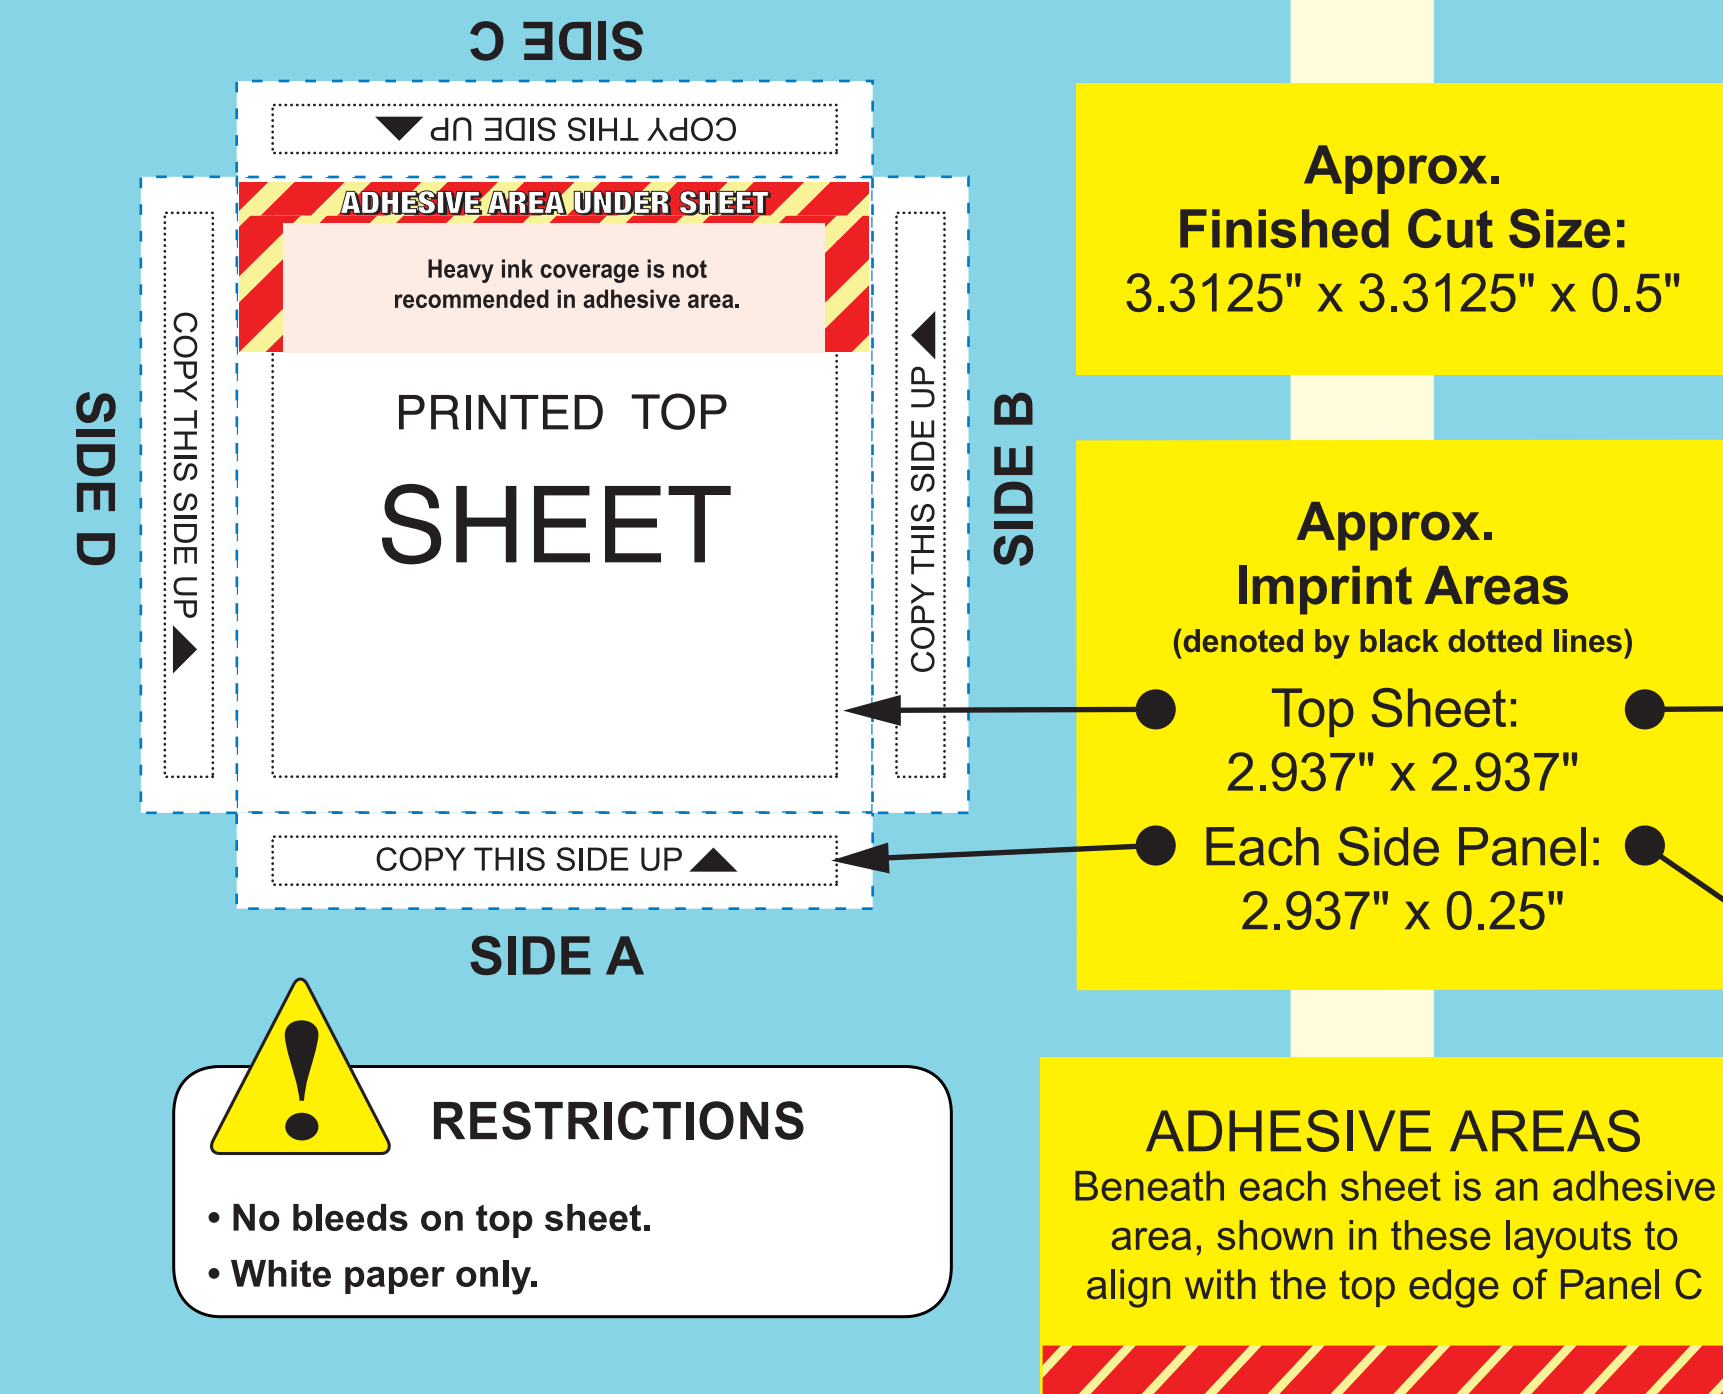 SIDE C
COPY THIS SIDE UP
ADHESIVE AREA UNDER SHEET
Heavy ink coverage is not
recommended in adhesive area.
PRINTED TOP
SHEET
SIDE D
COPY THIS SIDE UP
COPY THIS SIDE UP
SIDE B
COPY THIS SIDE UP
SIDE A
RESTRICTIONS
• No bleeds on top sheet.
• White paper only.
Approx.
Finished Cut Size:
3.3125" x 3.3125" x 0.5"
Approx.
Imprint Areas
(denoted by black dotted lines)
Top Sheet:
2.937" x 2.937"
Each Side Panel:
2.937" x 0.25"
ADHESIVE AREAS
Beneath each sheet is an adhesive
area, shown in these layouts to
align with the top edge of Panel C